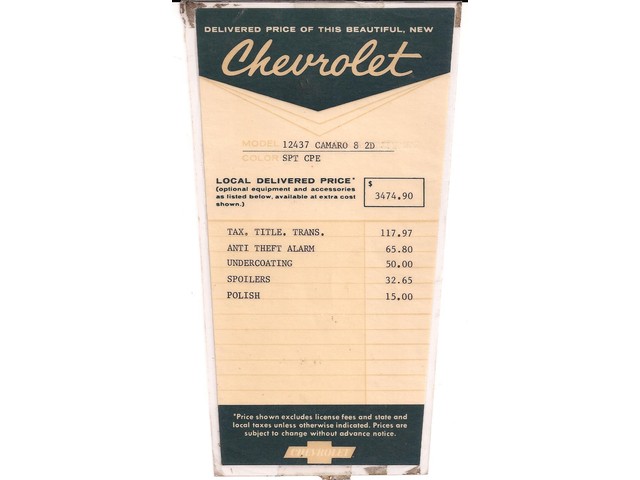 DELIVERED PRICE OF THIS BEAUTIFUL, NEW
Chevrolet
MODEL 12437 CAMARO 8 2D
COLOR SPT CPE
LOCAL DELIVERED PRICE*
(optional equipment and accessories
as listed below, available at extra cost
shown.)
$
3474.90
TAX. TITLE. TRANS. 117.97
ANTI THEFT ALARM 65.80
UNDERCOATING 50.00
SPOILERS 32.65
POLISH 15.00
*Price shown excludes license fees and state and
local taxes unless otherwise indicated. Prices are
subject to change without advance notice.
CHEVROLET